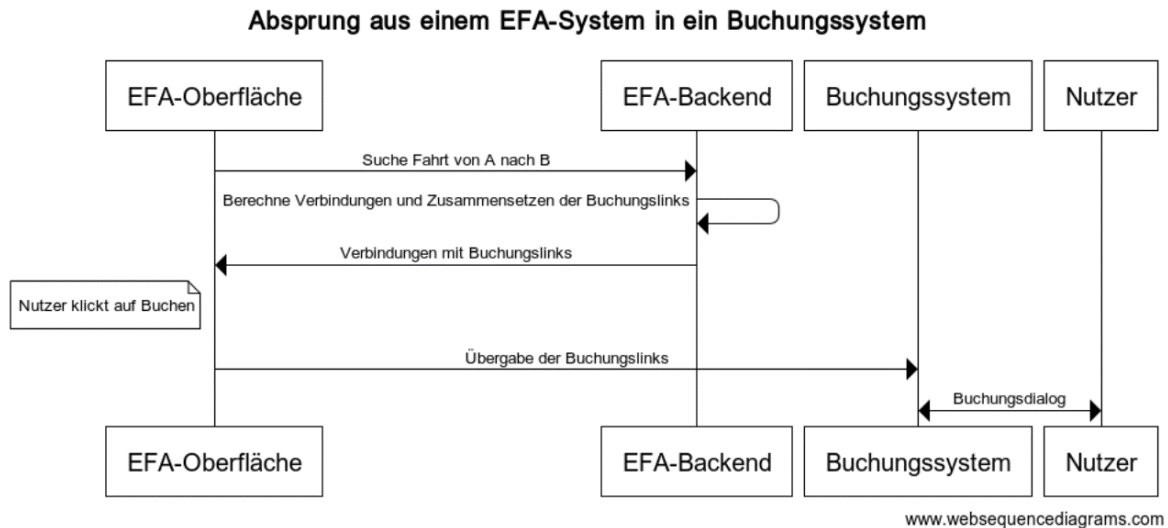 Absprung aus einem EFA-System in ein Buchungssystem
EFA-Oberfläche
EFA-Backend
Buchungssystem
Nutzer
Suche Fahrt von A nach B
Berechne Verbindungen und Zusammensetzen der Buchungslinks
Verbindungen mit Buchungslinks
Nutzer klickt auf Buchen
Übergabe der Buchungslinks
Buchungsdialog
EFA-Oberfläche
EFA-Backend
Buchungssystem
Nutzer
www.websequencediagrams.com